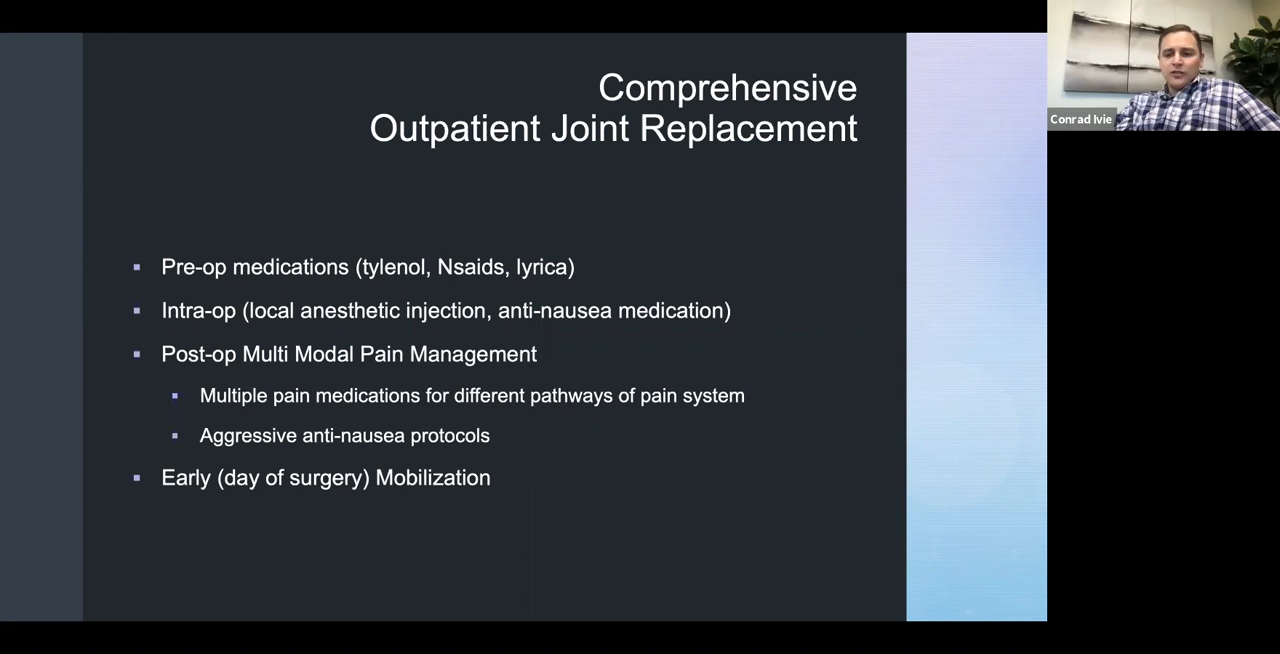 Comprehensive
Outpatient Joint Replacement
Pre-op medications (tylenol, Nsaids, lyrica)
Intra-op (local anesthetic injection, anti-nausea medication)
Post-op Multi Modal Pain Management
Multiple pain medications for different pathways of pain system
Aggressive anti-nausea protocols
Early (day of surgery) Mobilization
Conrad Ivie